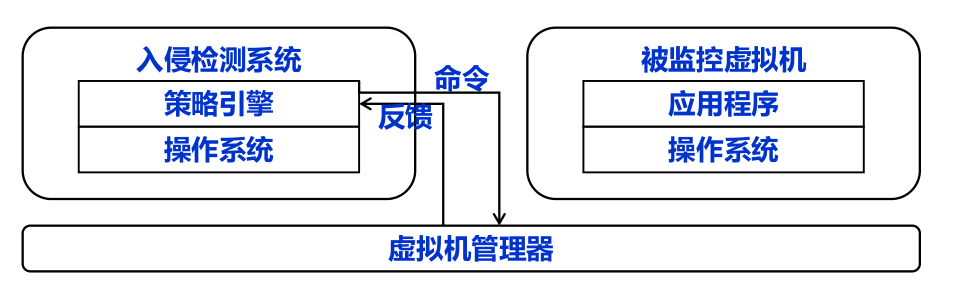 入侵检测系统
策略引擎
操作系统
命令
反馈
被监控虚拟机
应用程序
操作系统
虚拟机管理器